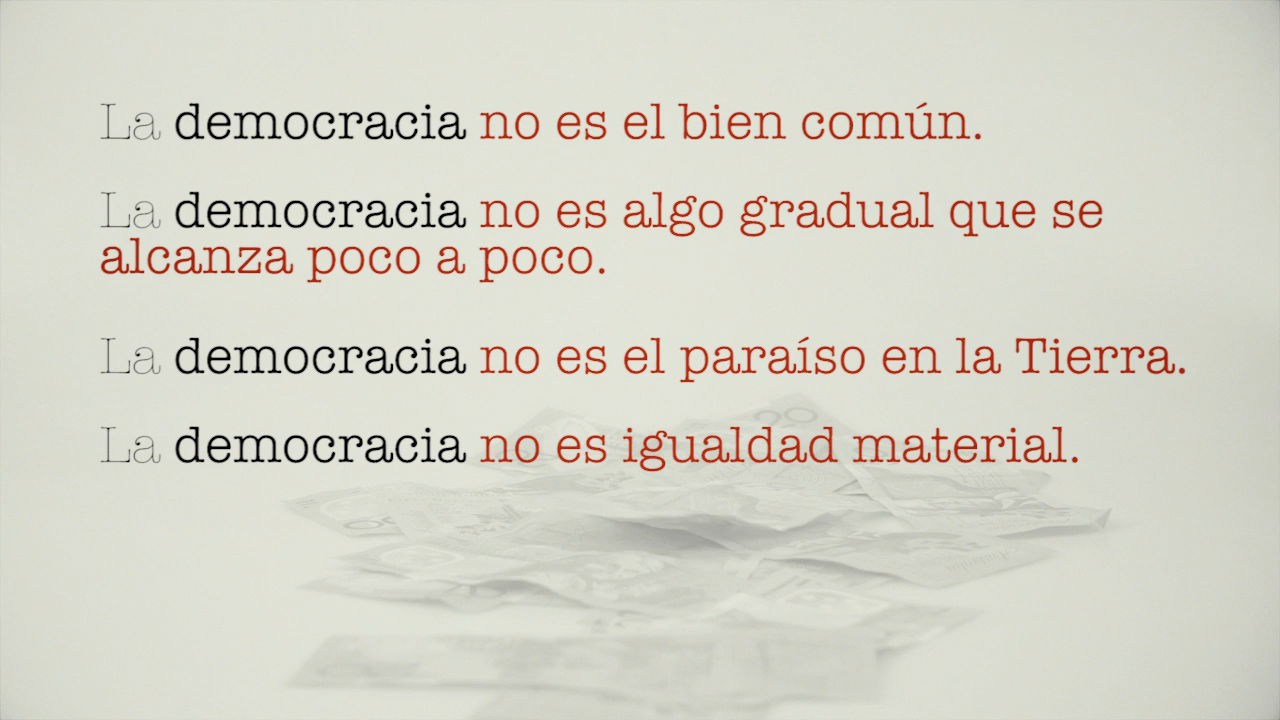 La democracia no es el bien común.
La democracia no es algo gradual que se
alcanza poco a poco.
La democracia no es el paraíso en la Tierra.
La democracia no es igualdad material.